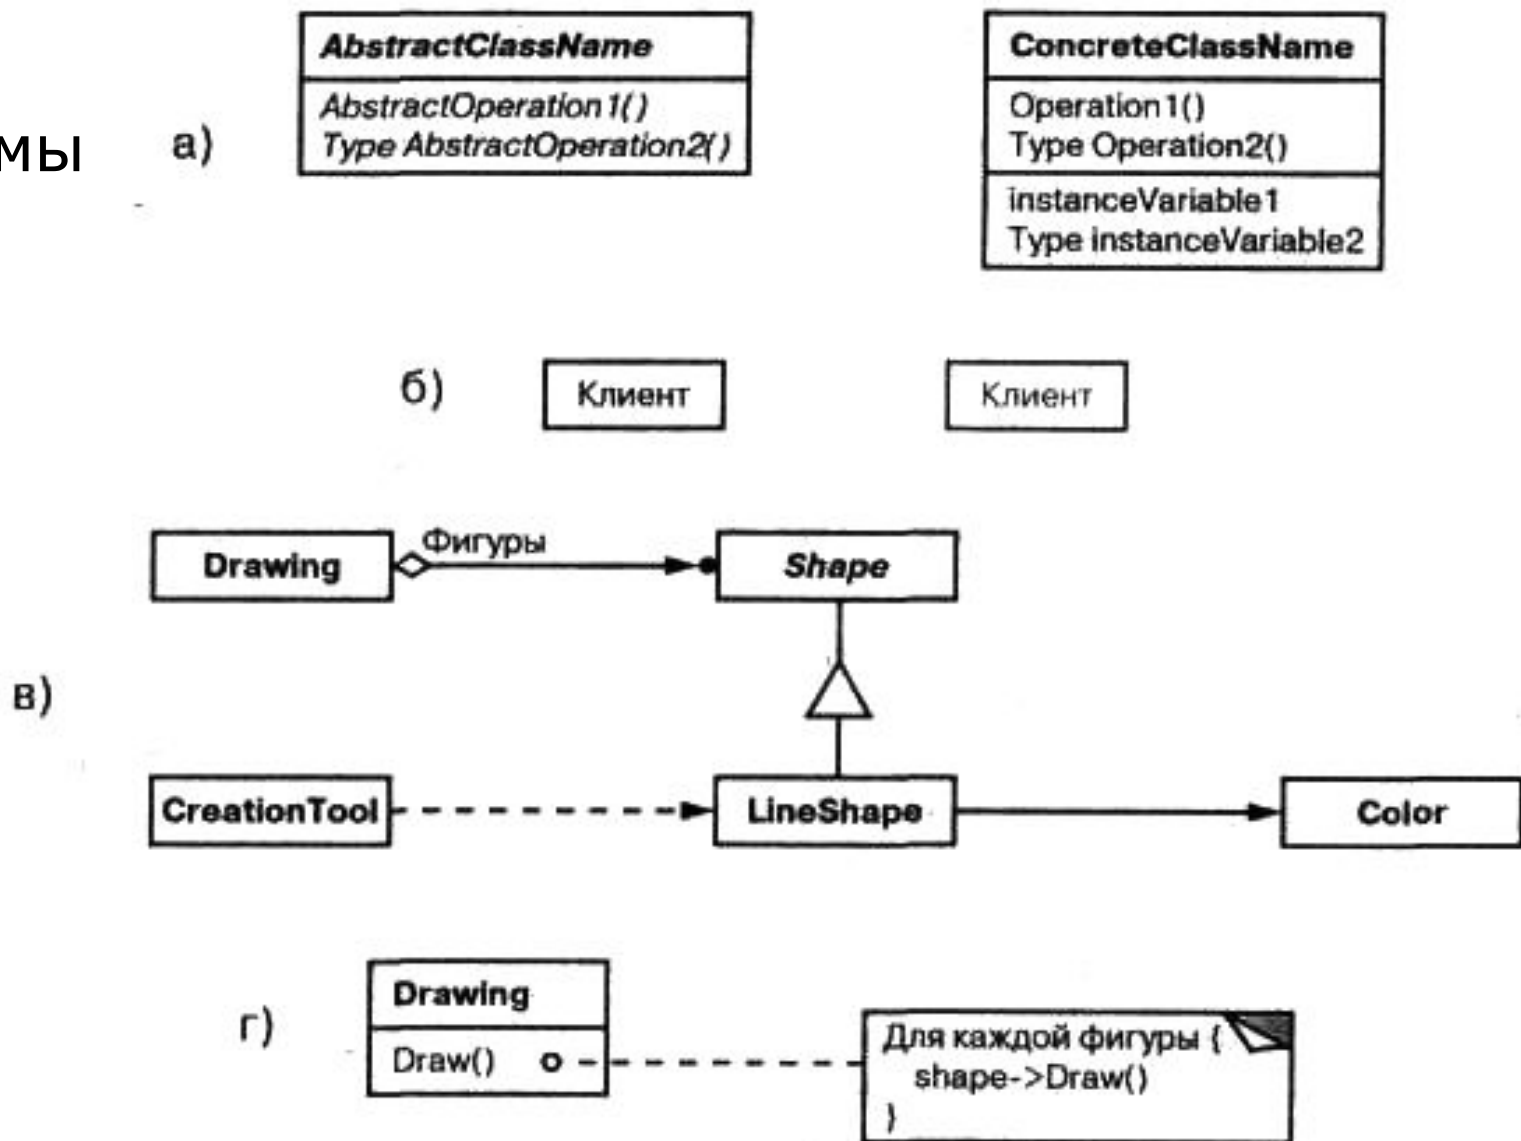 AbstractClassName
AbstractOperation1()
Type AbstractOperation2()
ConcreteClassName
Operation1()
Type Operation2()
instanceVariable1
Type instanceVariable2
мы
а)
б)
Клиент
Клиент
Drawing
Фигуры
Shape
в)
CreationTool
LineShape
Color
г)
Drawing
Draw()
Для каждой фигуры {
shape->Draw()
}